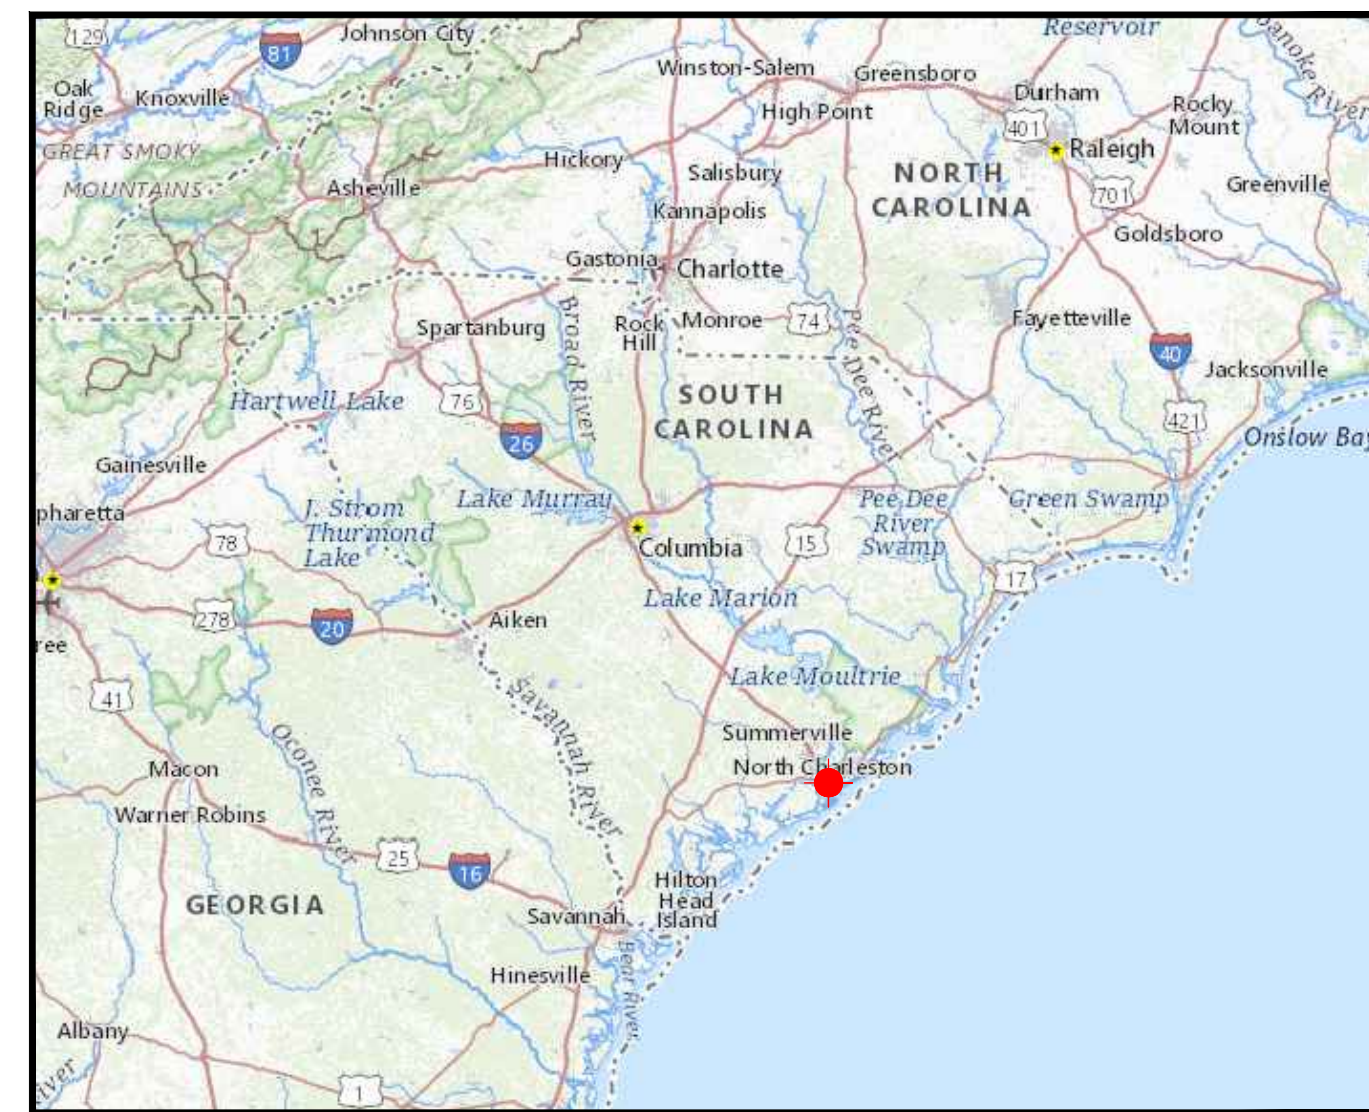 129
81
Johnson City
Reservoir
Roanoke River
Oak
Ridge
Knoxville
Winston-Salem
Greensboro
High Point
Durham
401
Rocky
Mount
Raleigh
GREAT SMOKY
MOUNTAINS
Asheville
Hickory
Salisbury
Kannapolis
NORTH
CAROLINA
701
Greenville
Goldsboro
Gastonia
Charlotte
Spartanburg
Broad River
Rock
Hill
Monroe
74
Pee Dee River
Fayetteville
40
Jacksonville
Hartwell Lake
76
SOUTH
CAROLINA
421
26
Onslow Bay
Gainesville
pharetta
J. Strom
Thurmond
Lake
Lake Murray
Pee Dee
River
Swamp
Green Swamp
78
Columbia
15
17
278
20
Aiken
Lake Marion
ree
41
Savannah River
Lake Moultrie
Oconee River
Summerville
Macon
North Charleston
Warner Robins
25
16
GEORGIA
Hilton
Head
Island
Savannah
Bear River
Hinesville
Albany
River
1